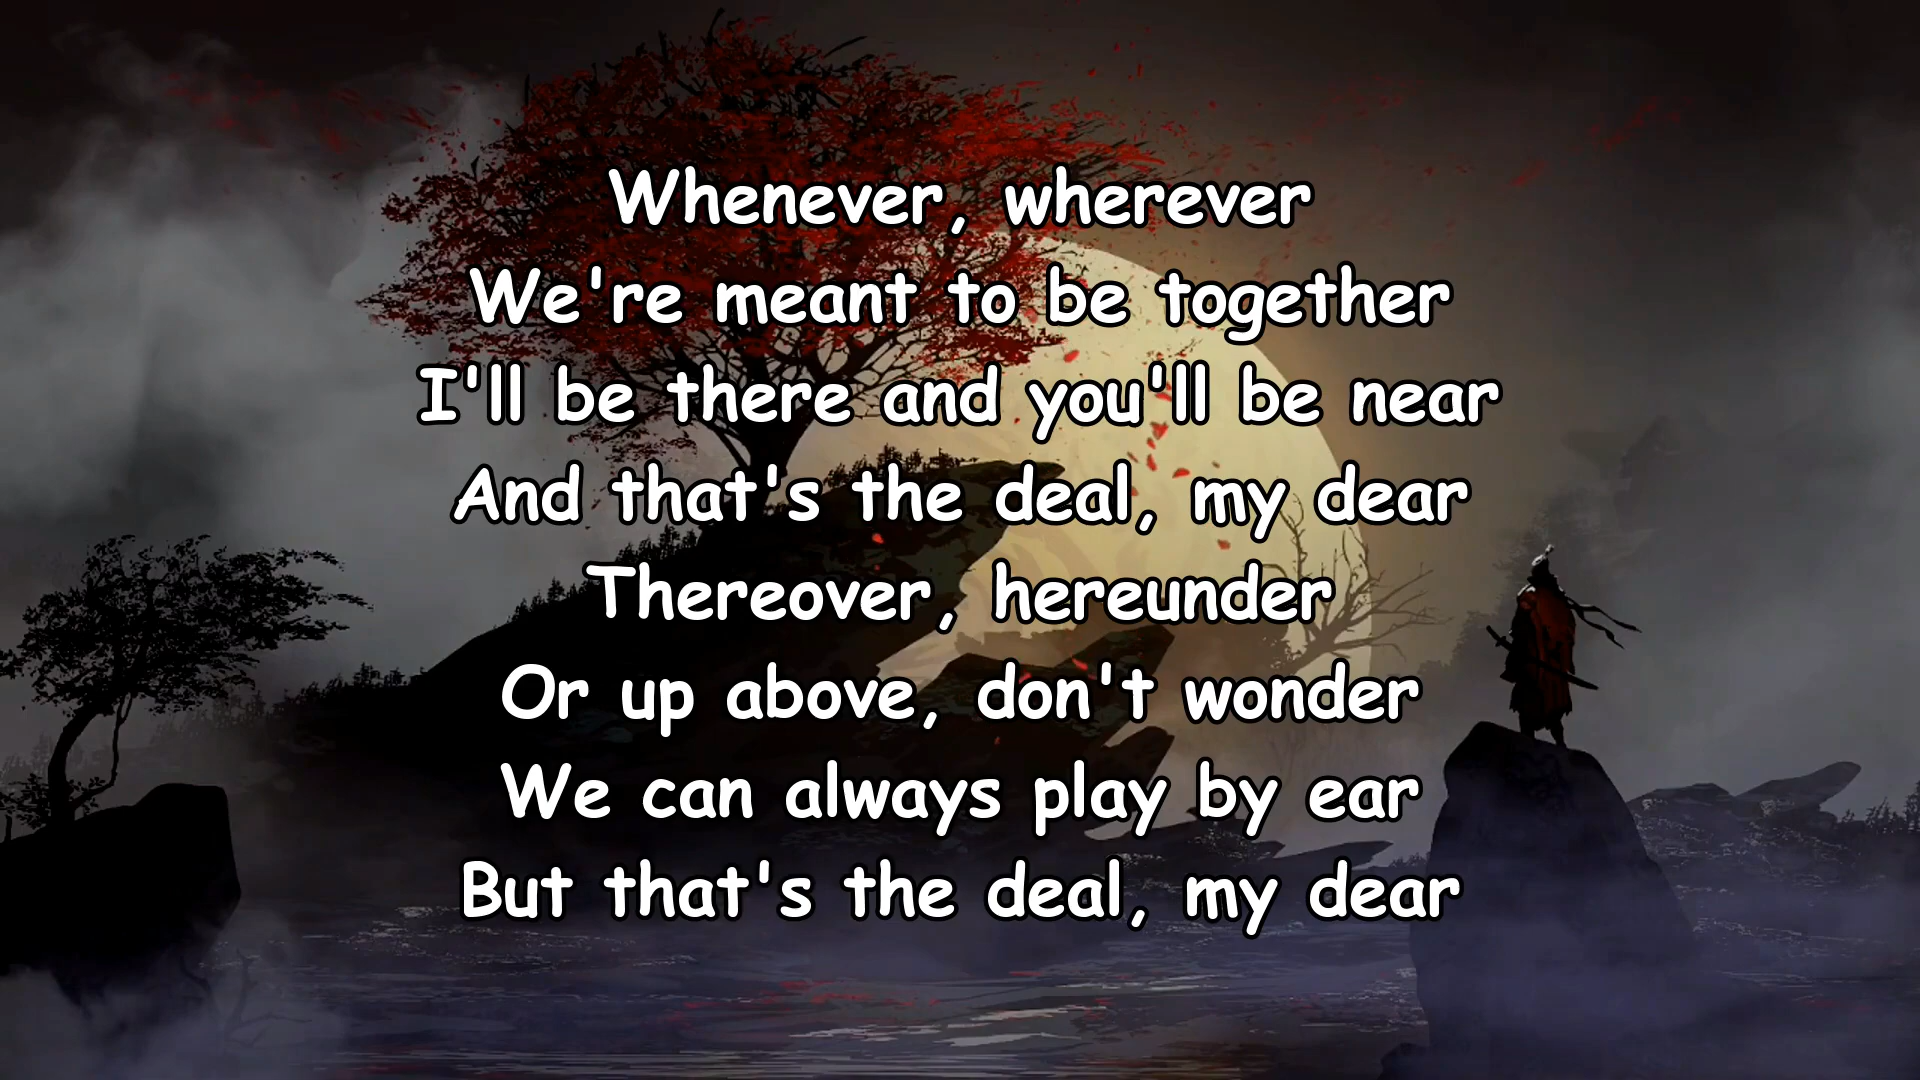 Whenever, wherever
We're meant to be together
I'll be there and you'll be near
And that's the deal, my dear
Thereover, hereunder
Or up above, don't wonder
We can always play by ear
But that's the deal, my dear